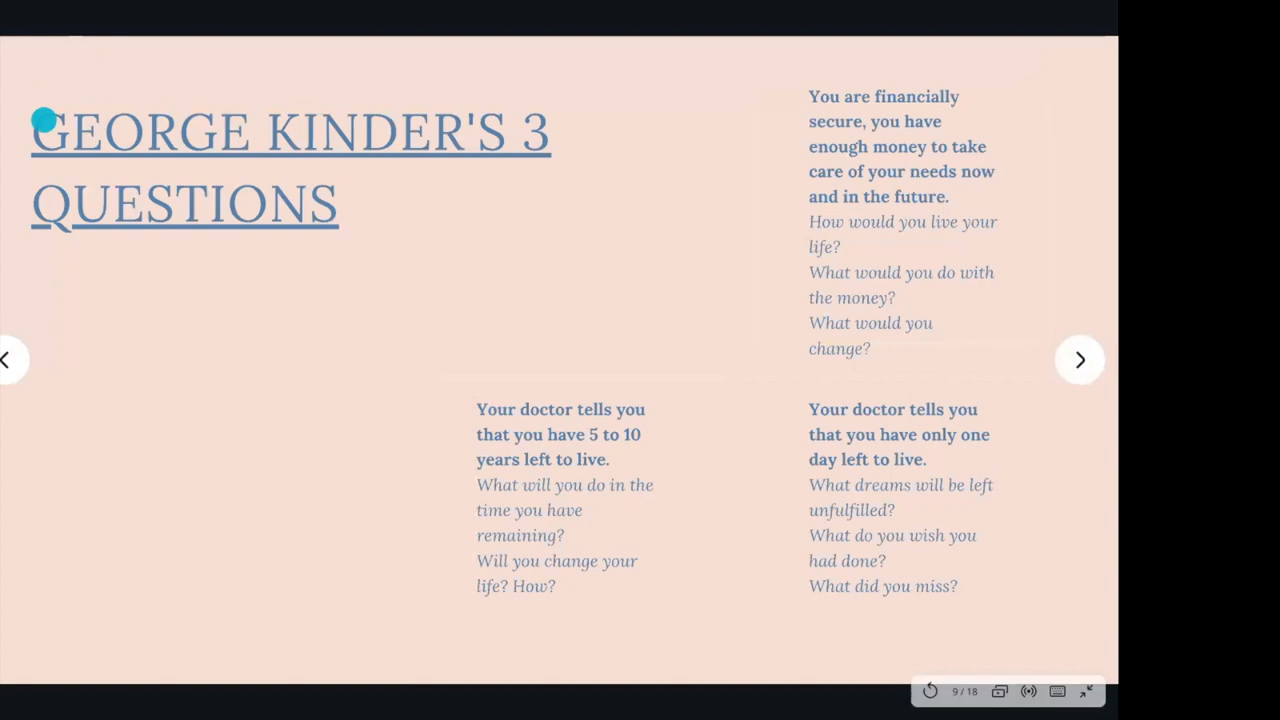 GEORGE KINDER'S 3
QUESTIONS
You are financially
secure, you have
enough money to take
care of your needs now
and in the future.
How would you live your
life?
What would you do with
the money?
What would you
change?
Your doctor tells you
that you have 5 to 10
years left to live.
What will you do in the
time you have
remaining?
Will you change your
life? How?
Your doctor tells you
that you have only one
day left to live.
What dreams will be left
unfulfilled?
What do you wish you
had done?
What did you miss?
9 / 18